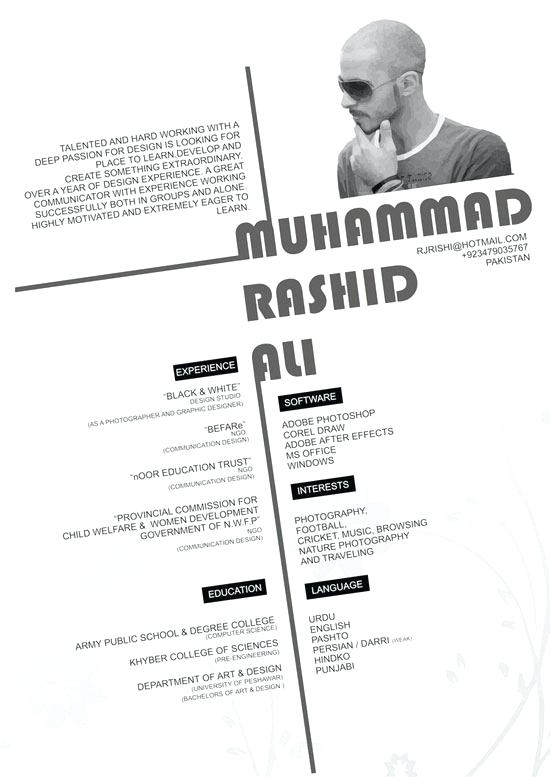 TALENTED AND HARD WORKING WITH A
DEEP PASSION FOR DESIGN IS LOOKING FOR
PLACE TO LEARN,DEVELOP AND
CREATE SOMETHING EXTRAORDINARY.
OVER A YEAR OF DESIGN EXPERIENCE. A GREAT
COMMUNICATOR WITH EXPERIENCE WORKING
SUCCESSFULLY BOTH IN GROUPS AND ALONE.
HIGHLY MOTIVATED AND EXTREMELY EAGER TO
LEARN.
MUHAMMAD
RASHID
ALI
RJRISHI@HOTMAIL.COM
+923479035767
PAKISTAN
EXPERIENCE
"BLACK & WHITE"
DESIGN STUDIO
(AS A PHOTOGRAPHER AND GRAPHIC DESIGNER)
"BEFARe"
NGO
(COMMUNICATION DESIGN)
"nOOR EDUCATION TRUST"
NGO
(COMMUNICATION DESIGN)
"PROVINCIAL COMMISSION FOR
CHILD WELFARE & WOMEN DEVELOPMENT
GOVERNMENT OF N.W.F.P"
NGO
(COMMUNICATION DESIGN)
EDUCATION
ARMY PUBLIC SCHOOL & DEGREE COLLEGE
(COMPUTER SCIENCE)
KHYBER COLLEGE OF SCIENCES
(PRE-ENGINEERING)
DEPARTMENT OF ART & DESIGN
(UNIVERSITY OF PESHAWAR)
(BACHELORS OF ART & DESIGN )
SOFTWARE
ADOBE PHOTOSHOP
COREL DRAW
ADOBE AFTER EFFECTS
MS OFFICE
WINDOWS
INTERESTS
PHOTOGRAPHY,
FOOTBALL,
CRICKET, MUSIC, BROWSING
NATURE PHOTOGRAPHY
AND TRAVELING
LANGUAGE
URDU
ENGLISH
PASHTO
PERSIAN / DARRI (WEAK)
HINDKO
PUNJABI